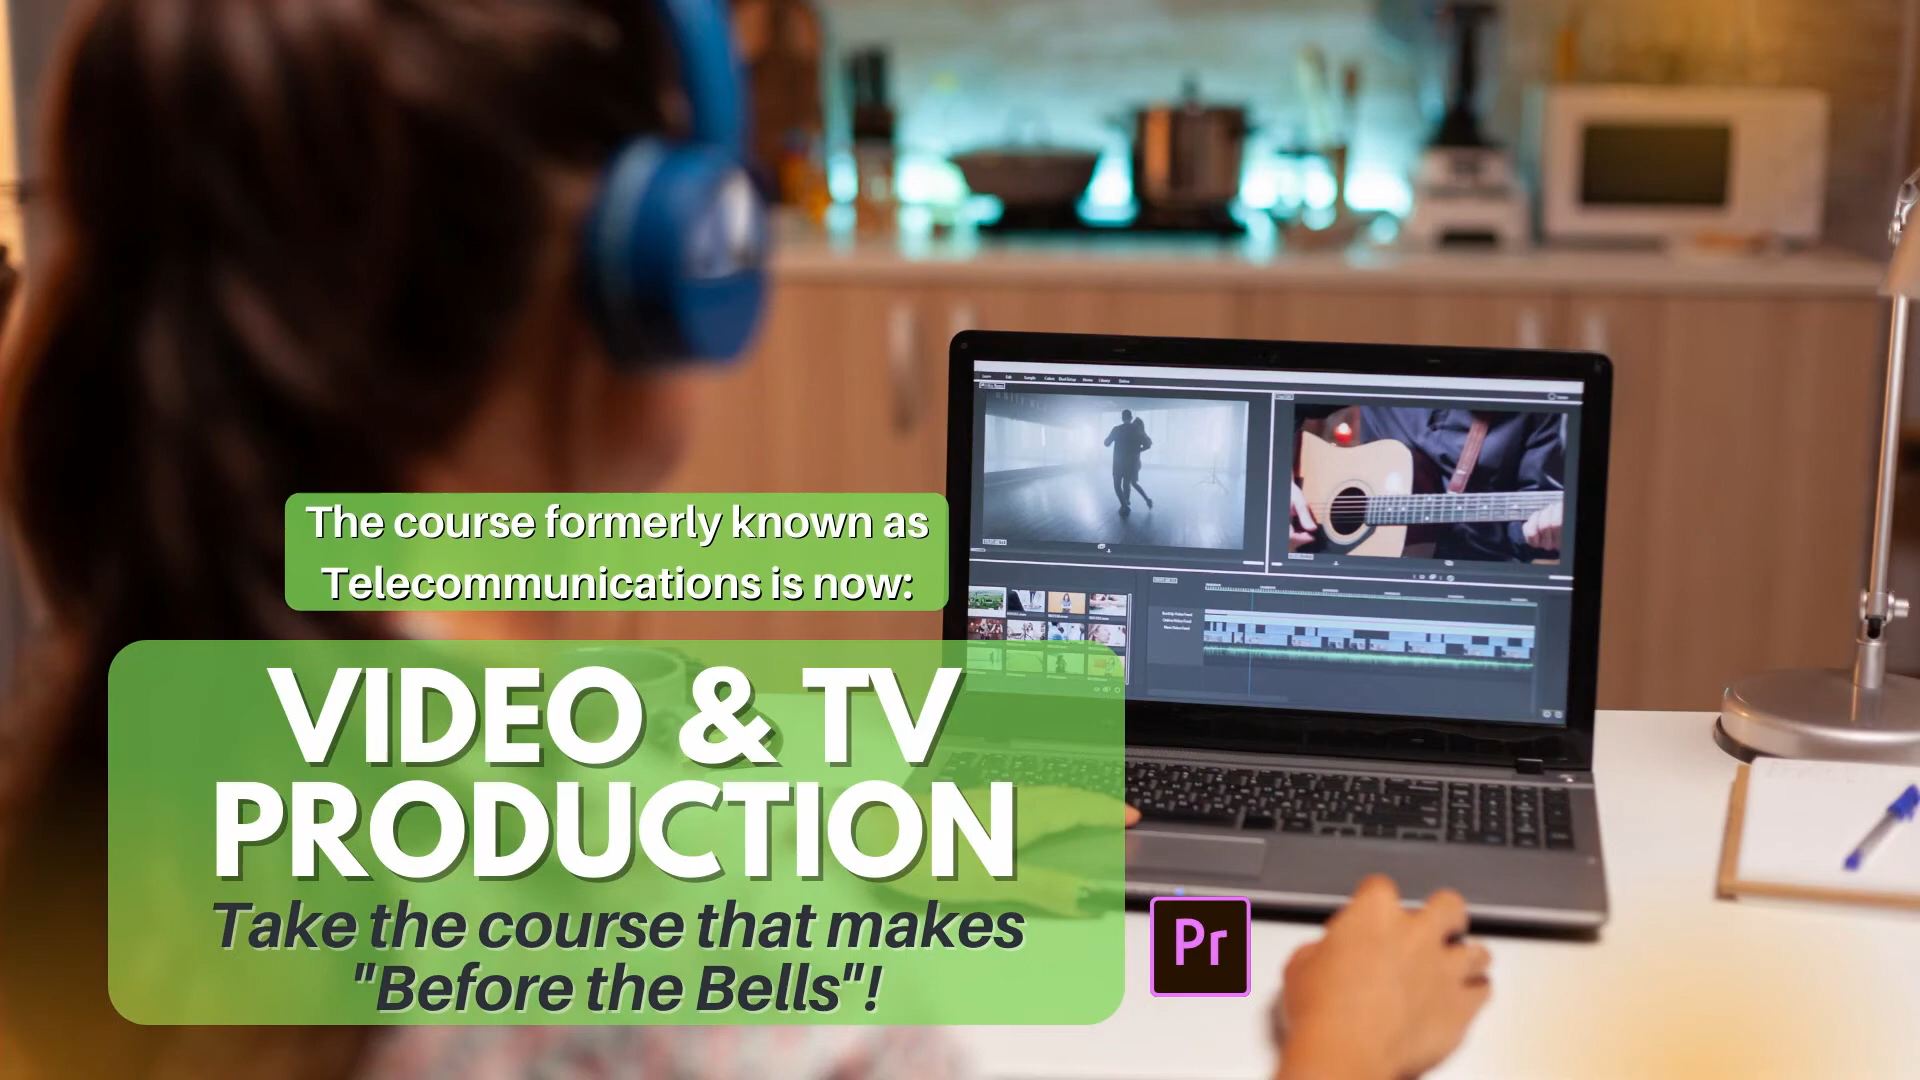 The course formerly known as
Telecommunications is now:
VIDEO & TV
PRODUCTION
Take the course that makes
"Before the Bells"!
Pr